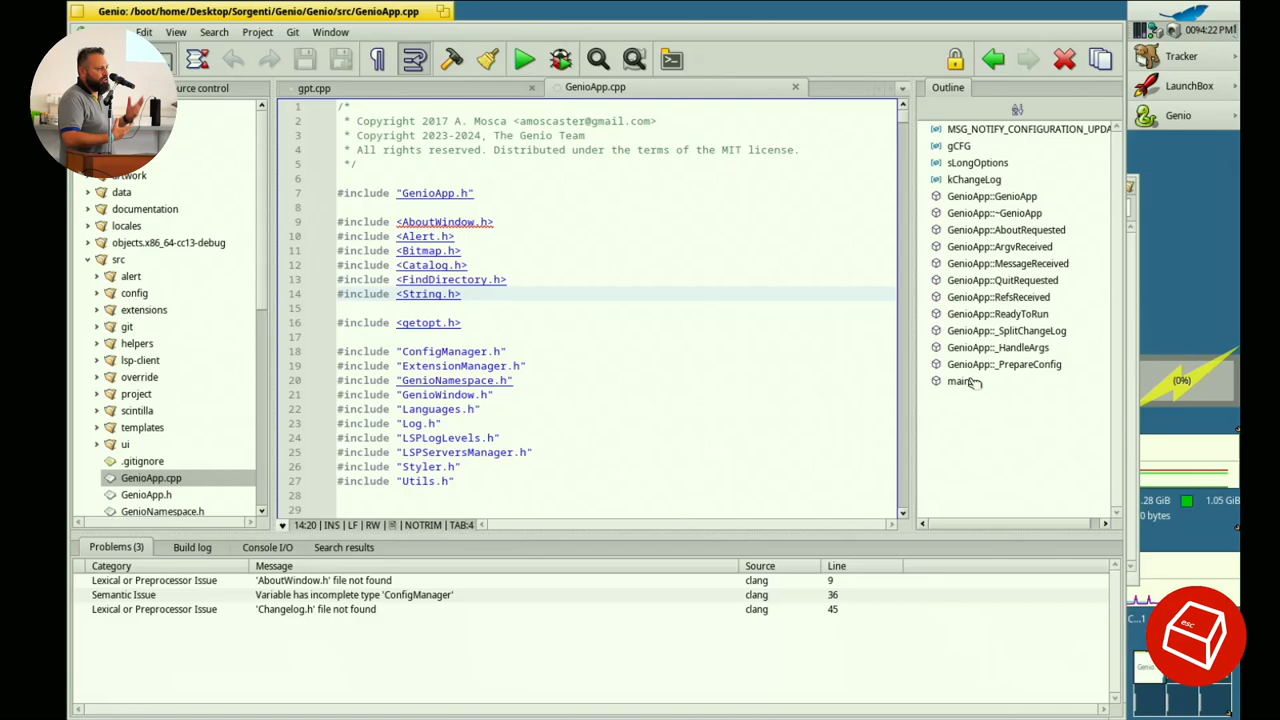 Genio: /boot/home/Desktop/Sorgenti/Genio/Genio/src/GenioApp.cpp
Edit View Search Project Git Window
0094:22 PM
Tracker
LaunchBox
Genio
ource control
gpt.cpp
GenioApp.cpp
Outline
artwork
data
documentation
locales
objects.x86_64-cc13-debug
src
alert
config
extensions
git
helpers
lsp-client
override
project
scintilla
templates
ui
.gitignore
GenioApp.cpp
GenioApp.h
GenioNamespace.h
1 /*
2 * Copyright 2017 A. Mosca <amoscaster@gmail.com>
3 * Copyright 2023-2024, The Genio Team
4 * All rights reserved. Distributed under the terms of the MIT license.
5 */
6
7 #include "GenioApp.h"
8
9 #include <AboutWindow.h>
10 #include <Alert.h>
11 #include <Bitmap.h>
12 #include <Catalog.h>
13 #include <FindDirectory.h>
14 #include <String.h>
15
16 #include <getopt.h>
17
18 #include "ConfigManager.h"
19 #include "ExtensionManager.h"
20 #include "GenioNamespace.h"
21 #include "GenioWindow.h"
22 #include "Languages.h"
23 #include "Log.h"
24 #include "LSPLogLevels.h"
25 #include "LSPServersManager.h"
26 #include "Styler.h"
27 #include "Utils.h"
28
29
14:20 | INS | LF | RW | NOTRIM | TAB:4
MSG_NOTIFY_CONFIGURATION_UPDA
gCFG
sLongOptions
kChangeLog
GenioApp::GenioApp
GenioApp::~GenioApp
GenioApp::AboutRequested
GenioApp::ArgvReceived
GenioApp::MessageReceived
GenioApp::QuitRequested
GenioApp::RefsReceived
GenioApp::ReadyToRun
GenioApp::_SplitChangeLog
GenioApp::_HandleArgs
GenioApp::_PrepareConfig
main
(0%)
.28 GiB 1.05 GiB
0 bytes
C...1
Genio
esc
Problems (3) Build log Console I/O Search results
Category Message Source Line
Lexical or Preprocessor Issue 'AboutWindow.h' file not found clang 9
Semantic Issue Variable has incomplete type 'ConfigManager' clang 36
Lexical or Preprocessor Issue 'Changelog.h' file not found clang 45